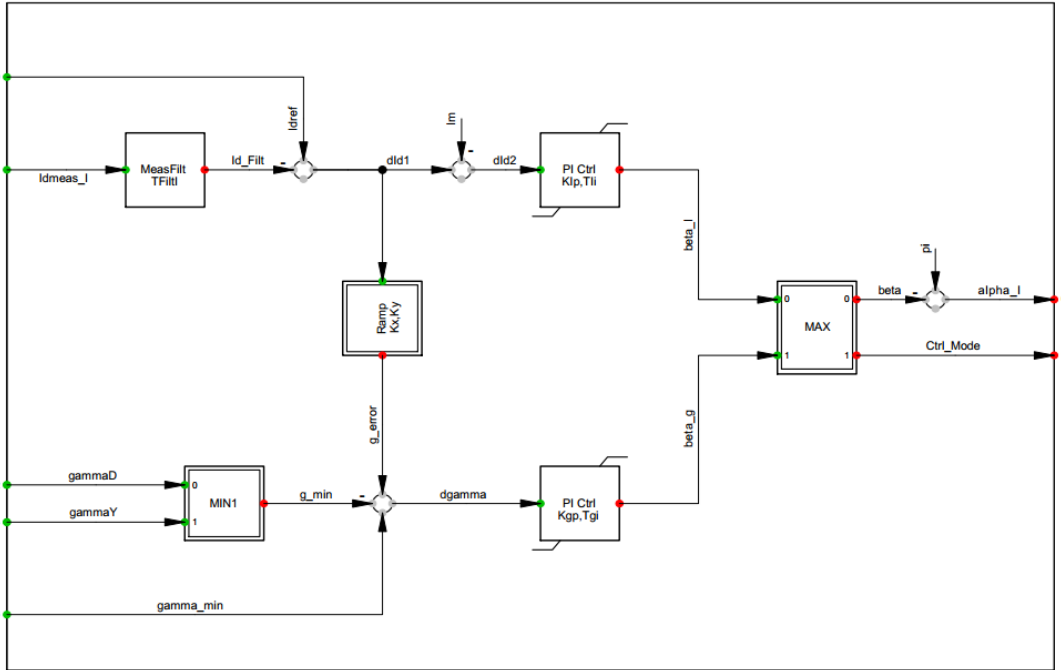 Idref
Im
-
-
MeasFilt
TFiltI
Id_Filt
dId1
dId2
PI Ctrl
KIp,TIi
Idmeas_I
beta_I
pi
Ramp
Kx,Ky
0
0
beta
-
alpha_I
MAX
1
1
Ctrl_Mode
g_error
beta_g
gammaD
0
MIN1
g_min
-
dgamma
PI Ctrl
Kgp,Tgi
gammaY
1
gamma_min